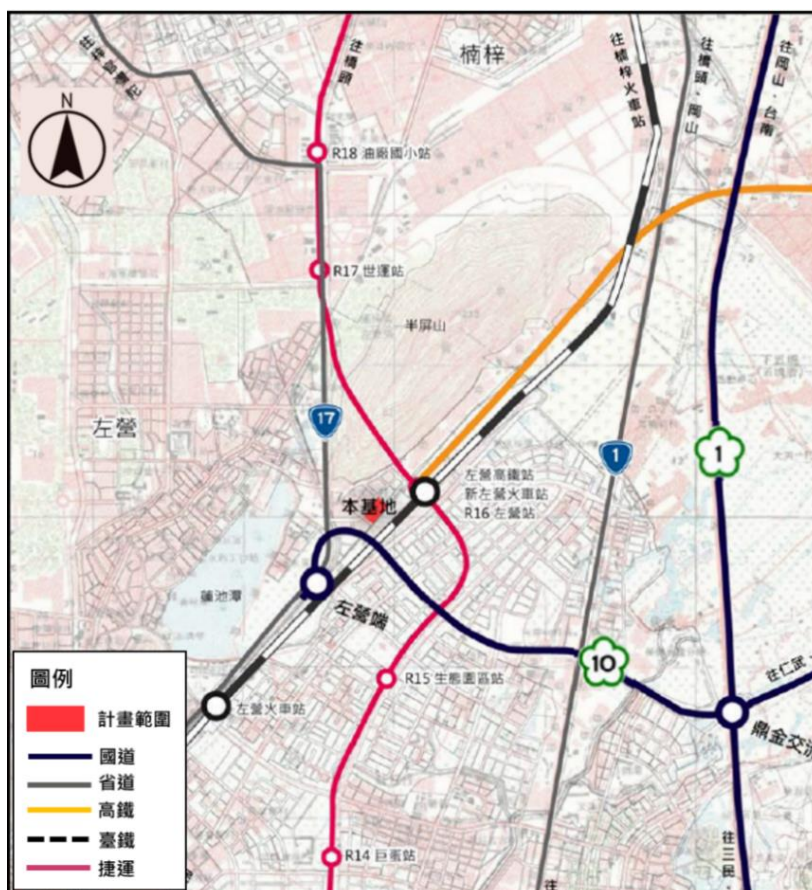 楠梓
往橋頭
往楠梓火車站
往橋頭、岡山
往岡山、台南
N
R18 油廠國小站
R17 世運站
半屏山
左營
17
1
1
左營高鐵站
新左營火車站
R16 左營站
本基地
蓮池潭
左營端
10
往仁武、
R15 生態園區站
左營火車站
鼎金交流
往三民
R14 巨蛋站
往
圖例
計畫範圍
國道
省道
高鐵
臺鐵
捷運